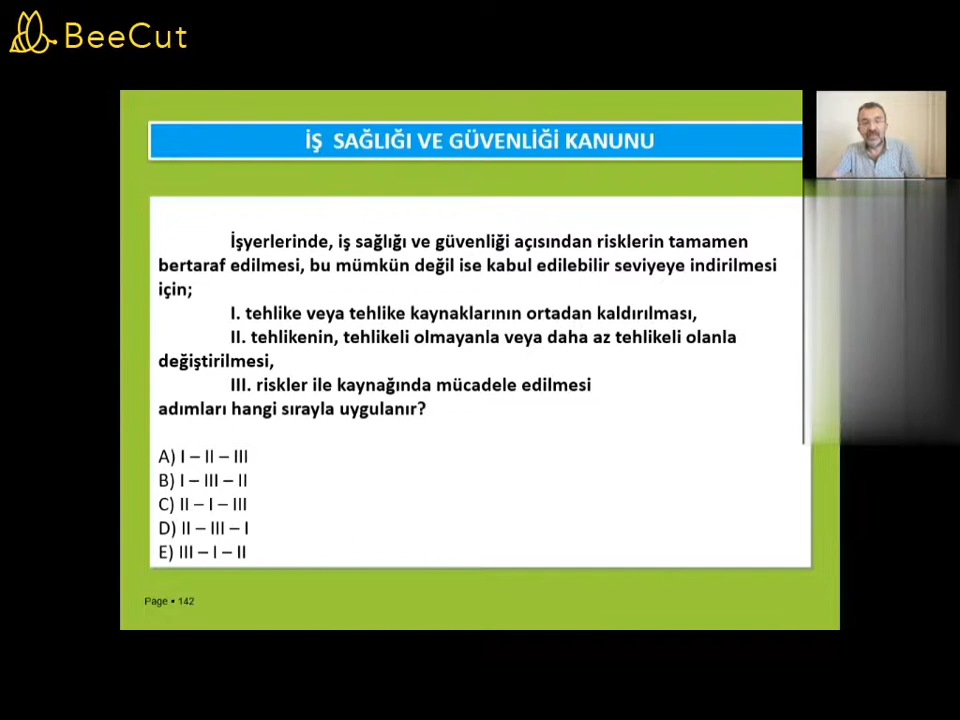 BeeCut
İŞ SAĞLIĞI VE GÜVENLİĞİ KANUNU
İşyerlerinde, iş sağlığı ve güvenliği açısından risklerin tamamen
bertaraf edilmesi, bu mümkün değil ise kabul edilebilir seviyeye indirilmesi
için;
I. tehlike veya tehlike kaynaklarının ortadan kaldırılması,
II. tehlikenin, tehlikeli olmayanla veya daha az tehlikeli olanla
değiştirilmesi,
III. riskler ile kaynağında mücadele edilmesi
adımları hangi sırayla uygulanır?
A) I – II – III
B) I – III – II
C) II – I – III
D) II – III – I
E) III – I – II
Page ▪ 142